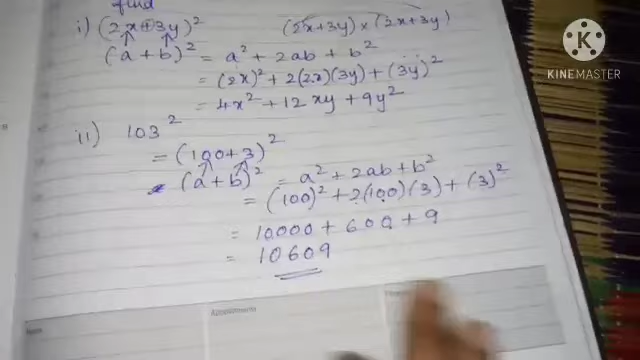 find
i) (2x+3y)² (2x+3y) × (2x+3y)
(a+b)² = a² + 2ab + b²
= (2x)² + 2(2x)(3y) + (3y)²
= 4x² + 12xy + 9y²
ii) 103²
= (100+3)²
(a+b)² = a² + 2ab + b²
= (100)² + 2(100)(3) + (3)²
= 10000 + 600 + 9
= 10609
Appointments
KINEMASTER